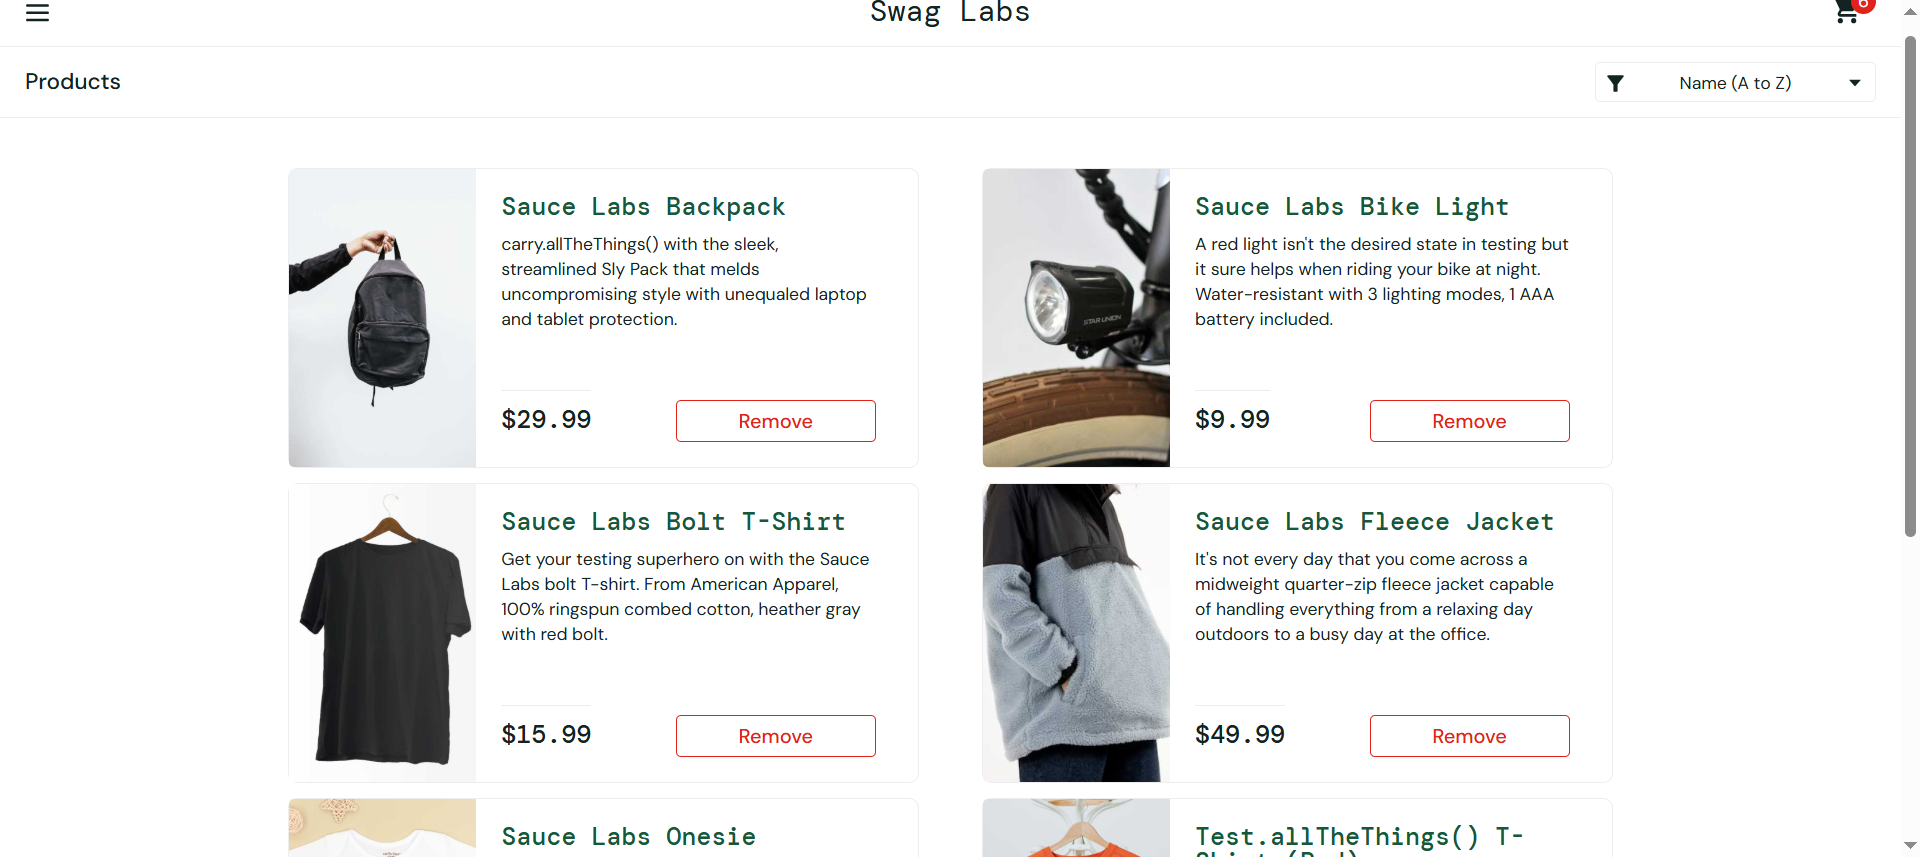 Swag Labs
6
Products
Name (A to Z)
Sauce Labs Backpack
carry.allTheThings() with the sleek,
streamlined Sly Pack that melds
uncompromising style with unequaled laptop
and tablet protection.
$29.99
Remove
STAR UNION
Sauce Labs Bike Light
A red light isn't the desired state in testing but
it sure helps when riding your bike at night.
Water-resistant with 3 lighting modes, 1 AAA
battery included.
$9.99
Remove
Sauce Labs Bolt T-Shirt
Get your testing superhero on with the Sauce
Labs bolt T-shirt. From American Apparel,
100% ringspun combed cotton, heather gray
with red bolt.
$15.99
Remove
Sauce Labs Fleece Jacket
It's not every day that you come across a
midweight quarter-zip fleece jacket capable
of handling everything from a relaxing day
outdoors to a busy day at the office.
$49.99
Remove
Sauce Labs Onesie
Test.allTheThings() T-
Shirt (Red)